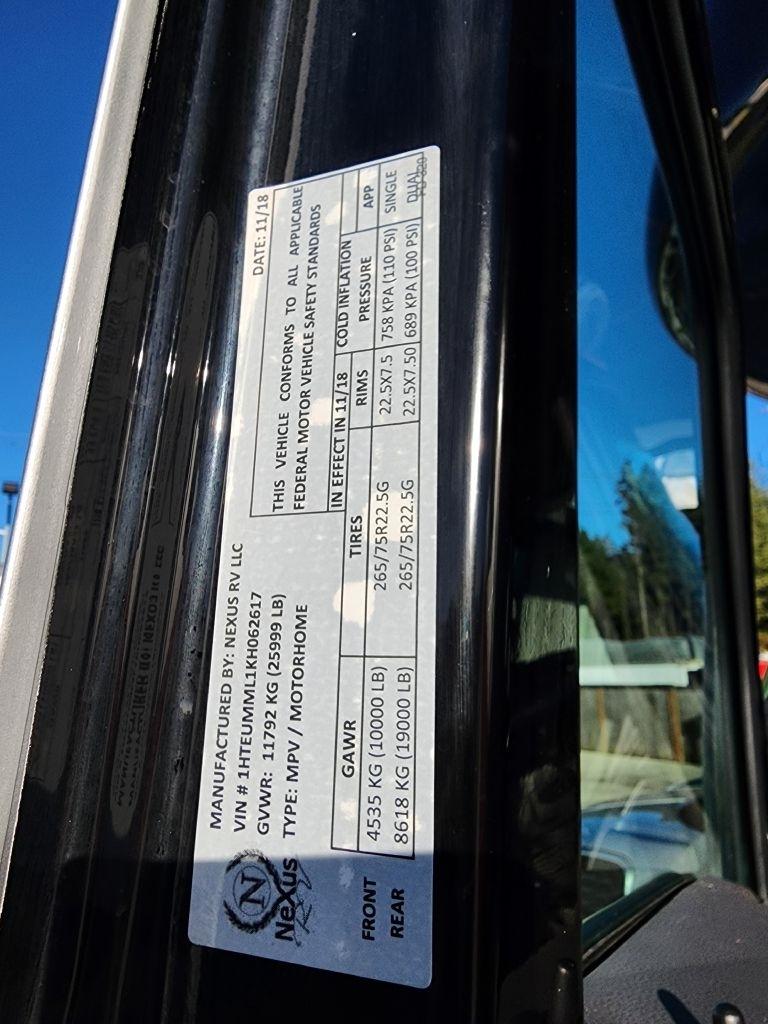 MANUFACTURED BY: NEXUS RV LLC
DATE: 11/18
VIN # 1HTEUMML1KH062617
GVWR: 11792 KG (25999 LB)
TYPE: MPV / MOTORHOME
THIS VEHICLE CONFORMS TO ALL APPLICABLE
FEDERAL MOTOR VEHICLE SAFETY STANDARDS
IN EFFECT IN 11/18
N
NeXus
RV
GAWR TIRES RIMS COLD INFLATION PRESSURE APP
FRONT 4535 KG (10000 LB) 265/75R22.5G 22.5X7.5 758 KPA (110 PSI) SINGLE
REAR 8618 KG (19000 LB) 265/75R22.5G 22.5X7.50 689 KPA (100 PSI) DUAL